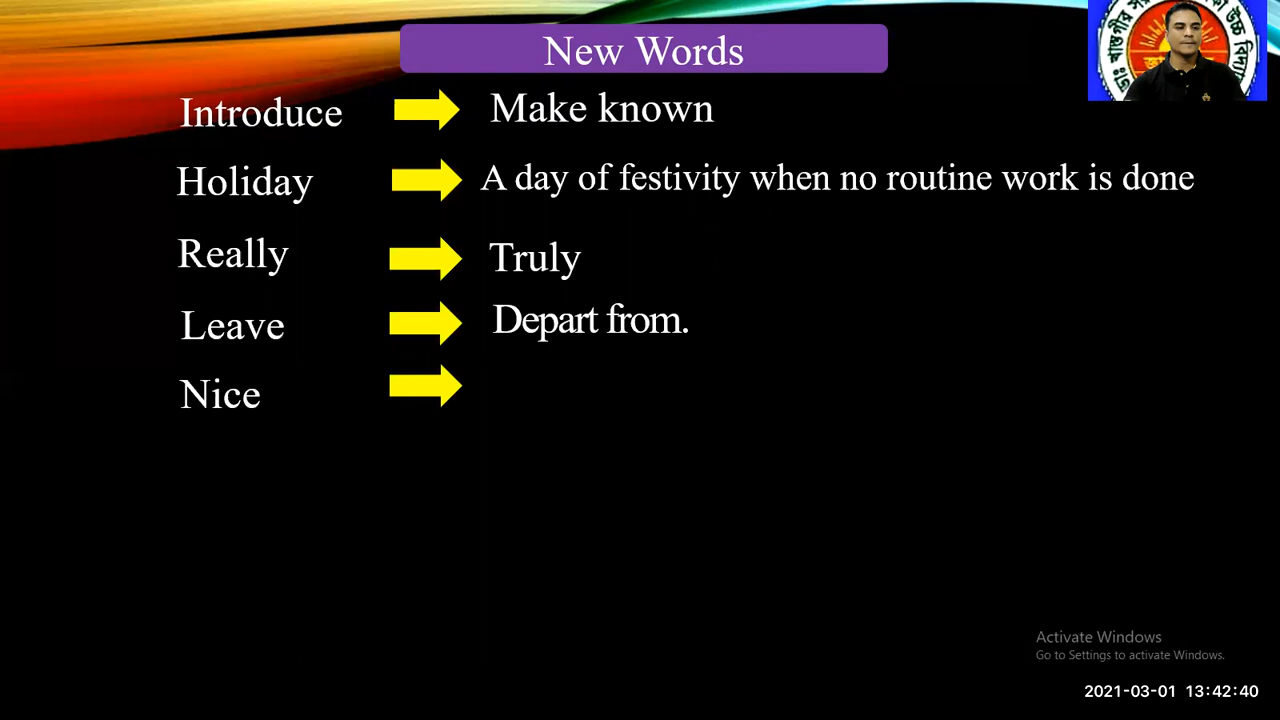 New Words
Introduce Make known
Holiday A day of festivity when no routine work is done
Really Truly
Leave Depart from.
Nice
Activate Windows
Go to Settings to activate Windows.
2021-03-01 13:42:40